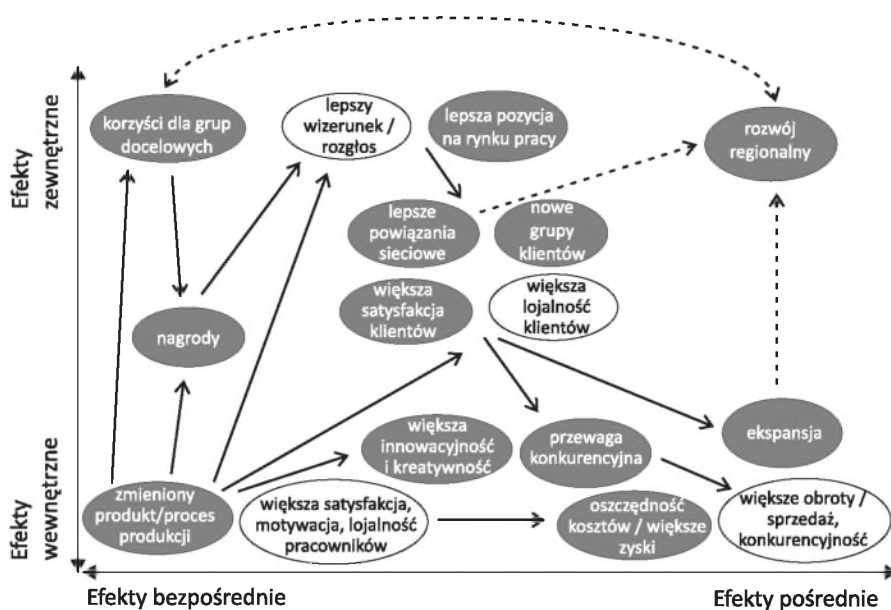 Efekty
zewnętrzne
korzyści dla grup
docelowych
lepszy
wizerunek /
rozgłos
lepsza pozycja
na rynku pracy
rozwój
regionalny
lepsze
powiązania
sieciowe
nowe
grupy
klientów
większa
satysfakcja
klientów
większa
lojalność
klientów
nagrody
większa
innowacyjność
i kreatywność
przewaga
konkurencyjna
ekspansja
Efekty
wewnętrzne
zmieniony
produkt/proces
produkcji
większa satysfakcja,
motywacja, lojalność
pracowników
oszczędność
kosztów / większe
zyski
większe obroty /
sprzedaż,
konkurencyjność
Efekty bezpośrednie
Efekty pośrednie